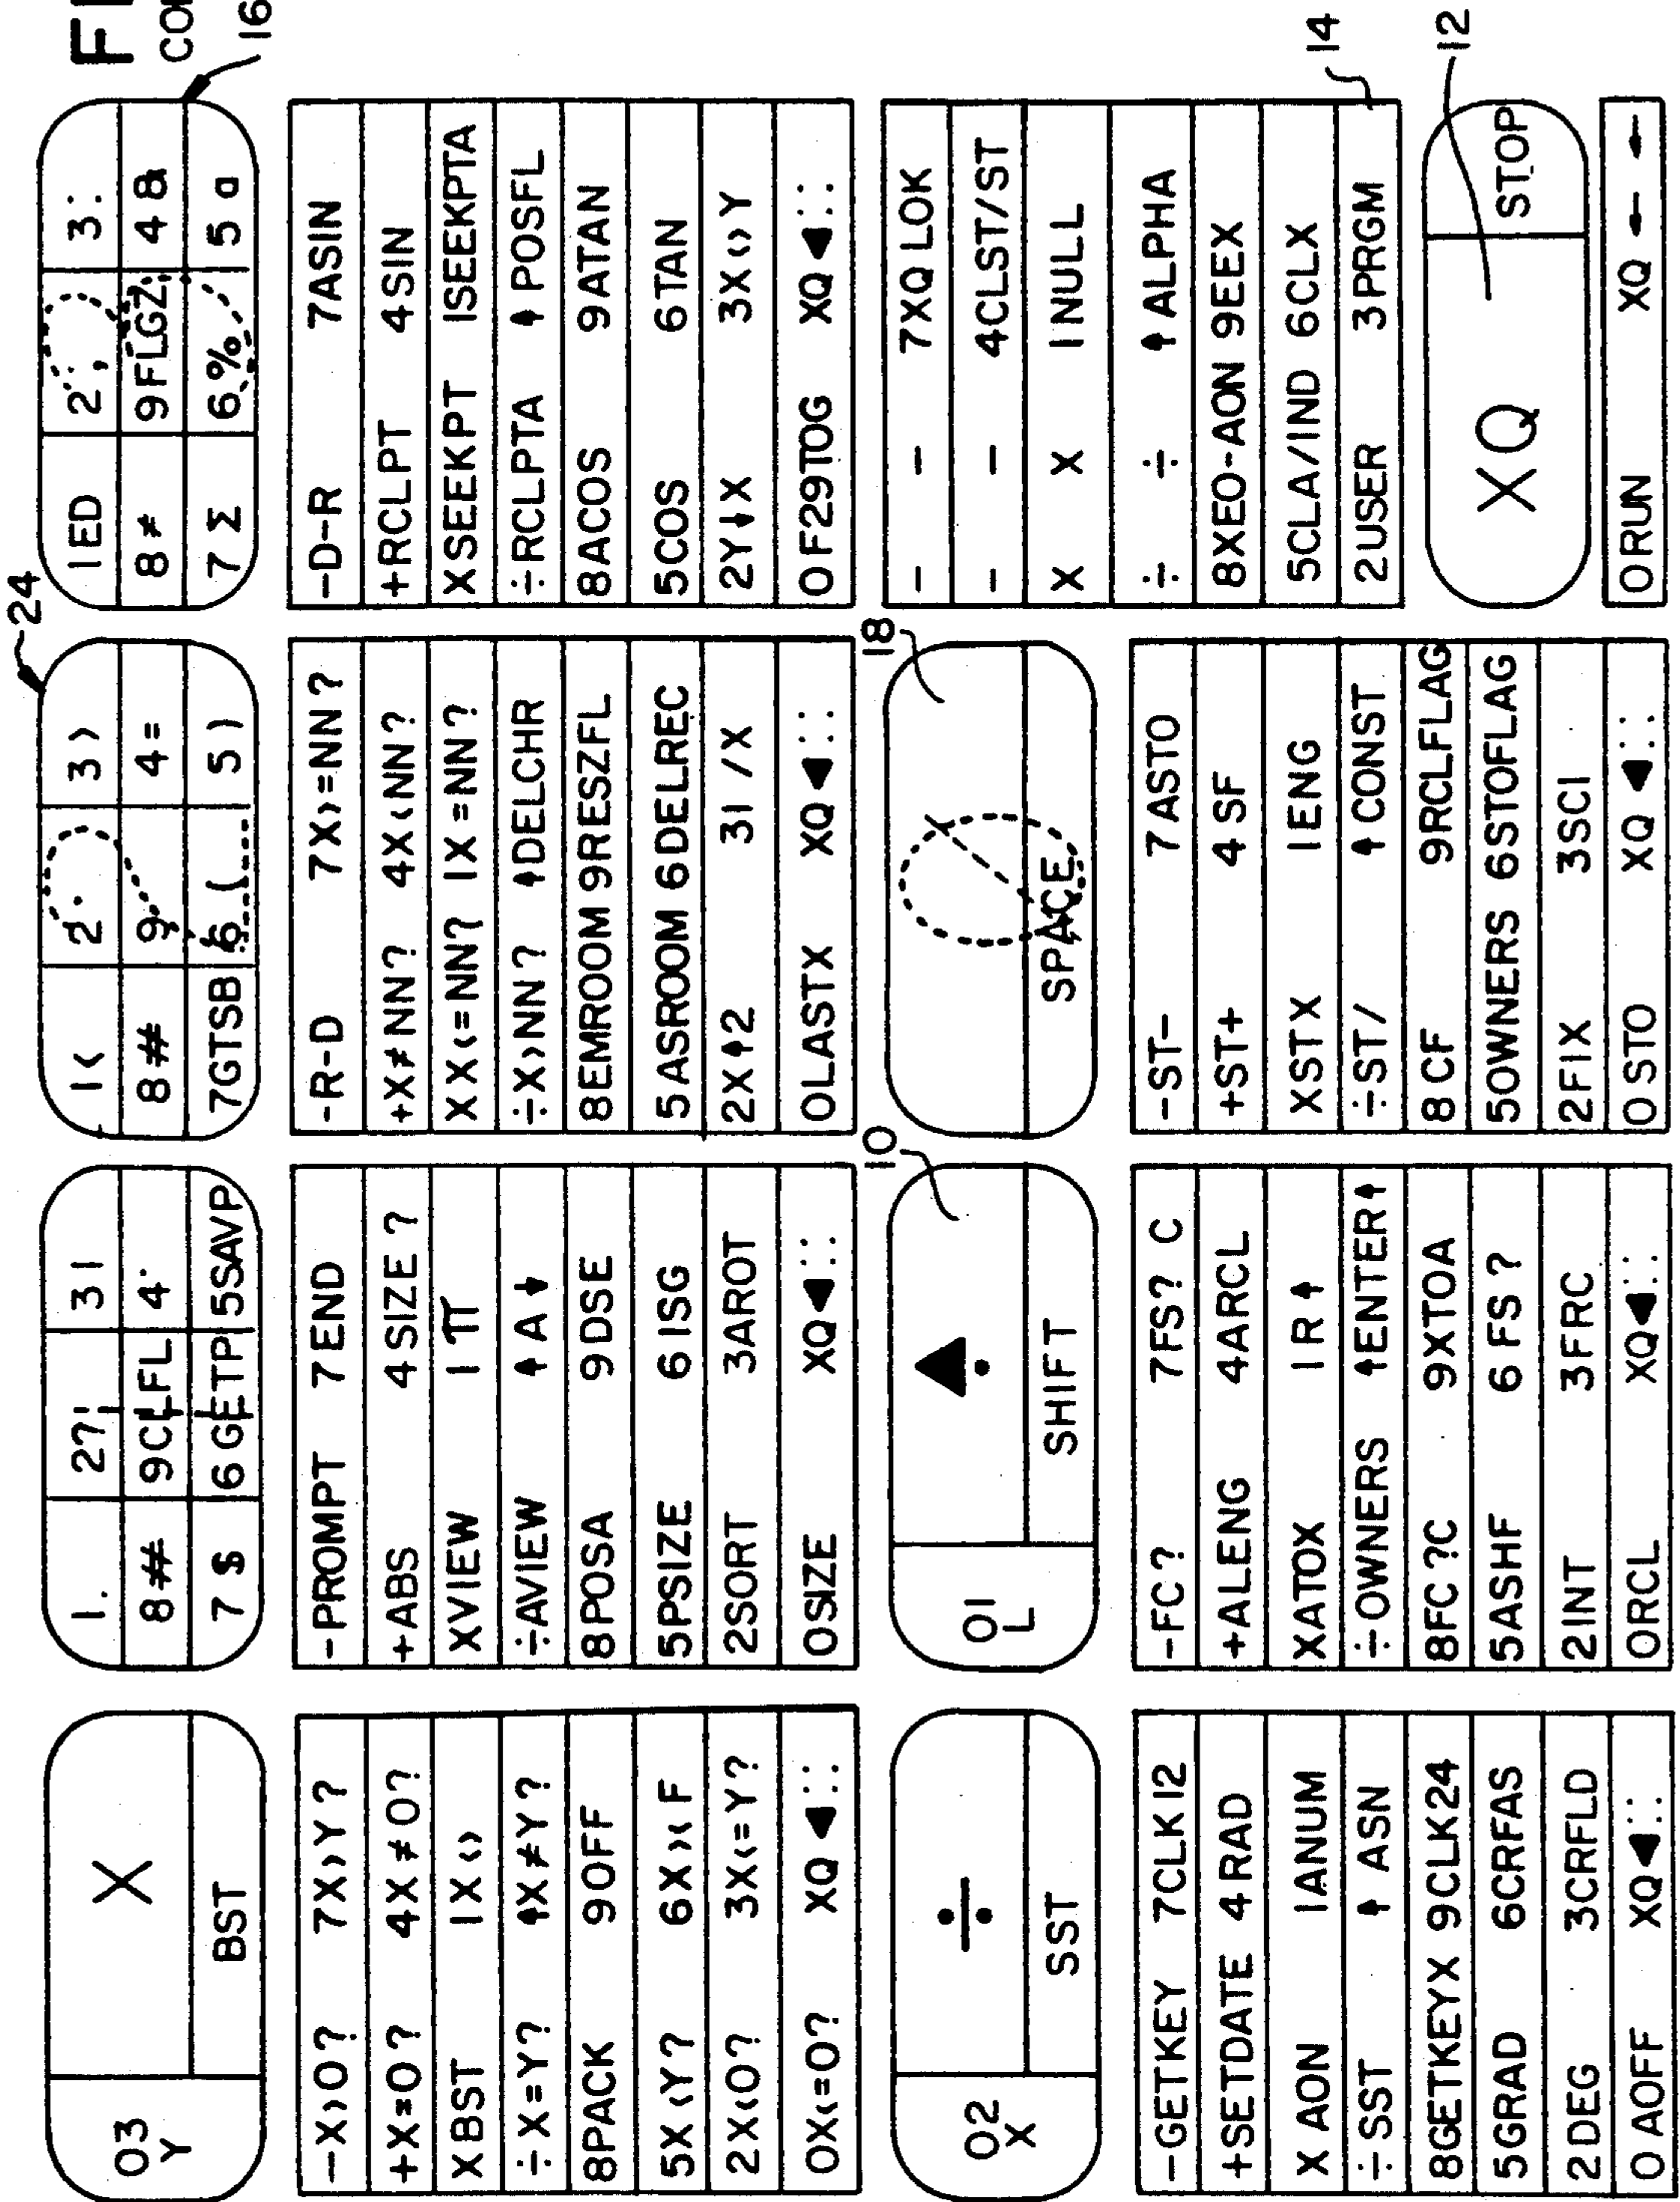 FI
COI
16
24
03 Y X
BST
1. 2? 3I
8# 9CLFL 4·
7$ 6GETP 5SAVP
1‹ 2· 3›
8# 9
7GTSB 6( 5)
4=
1ED 2 3:
8≠ 9FLGZ 4&
7Σ 6% 5a
-X›0? 7X›Y?
+X=0? 4X≠0?
XBST 1X‹›
÷X=Y? ↑X≠Y?
8PACK 9OFF
5X‹Y? 6X›‹F
2X‹0? 3X‹=Y?
0X‹=0? XQ◀:::
-PROMPT 7END
+ABS 4SIZE?
XVIEW 1π
÷AVIEW ↑A↓
8POSA 9DSE
5PSIZE 6ISG
2SORT 3AROT
0SIZE XQ◀:::
-R-D 7X›=NN?
+X≠NN? 4X‹NN?
XX‹=NN? 1X=NN?
÷X›NN? ↑DELCHR
8EMROOM 9RESZFL
5ASROOM 6DELREC
2X↑2 31/X
0LASTX XQ◀:::
-D-R 7ASIN
+RCLPT 4SIN
XSEEKPT 1SEEKPTA
÷RCLPTA ↑POSFL
8ACOS 9ATAN
5COS 6TAN
2Y↓X 3X‹›Y
0F29TOG XQ◀:::
02 X ÷
SST
10
01 L ▲.
SHIFT
18
SPACE
- - 7XQ LOK
- - 4CLST/ST
X X 1NULL
÷ ÷ ↑ALPHA
8XEO-AON 9EEX
5CLA/IND 6CLX
2USER 3PRGM
14
-GETKEY 7CLK12
+SETDATE 4RAD
XAON 1ANUM
÷SST ↑ASN
8GETKEYX 9CLK24
5GRAD 6CRFAS
2DEG 3CRFLD
0AOFF XQ◀:::
-FC? 7FS?C
+ALENG 4ARCL
XATOX 1R↑
÷OWNERS ↑ENTER↑
8FC?C 9XTOA
5ASHF 6FS?
2INT 3FRC
0RCL XQ◀:::
-ST- 7ASTO
+ST+ 4SF
XSTX 1ENG
÷ST/ ↑CONST
8CF 9RCLFLAG
5OWNERS 6STOFLAG
2FIX 3SCI
0STO XQ◀:::
XQ STOP
12
0RUN XQ ← ←